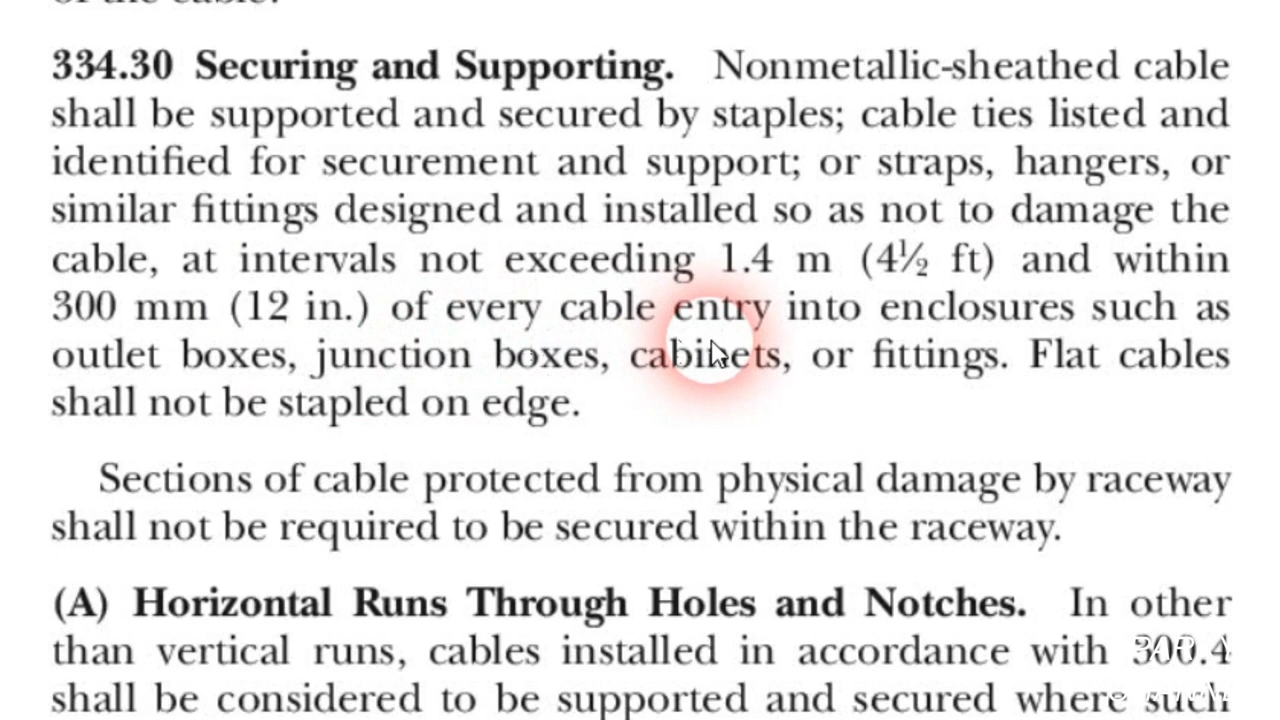 of the cable.
334.30 Securing and Supporting. Nonmetallic-sheathed cable
shall be supported and secured by staples; cable ties listed and
identified for securement and support; or straps, hangers, or
similar fittings designed and installed so as not to damage the
cable, at intervals not exceeding 1.4 m (4½ ft) and within
300 mm (12 in.) of every cable entry into enclosures such as
outlet boxes, junction boxes, cabinets, or fittings. Flat cables
shall not be stapled on edge.
Sections of cable protected from physical damage by raceway
shall not be required to be secured within the raceway.
(A) Horizontal Runs Through Holes and Notches. In other
than vertical runs, cables installed in accordance with 300.4
shall be considered to be supported and secured where such